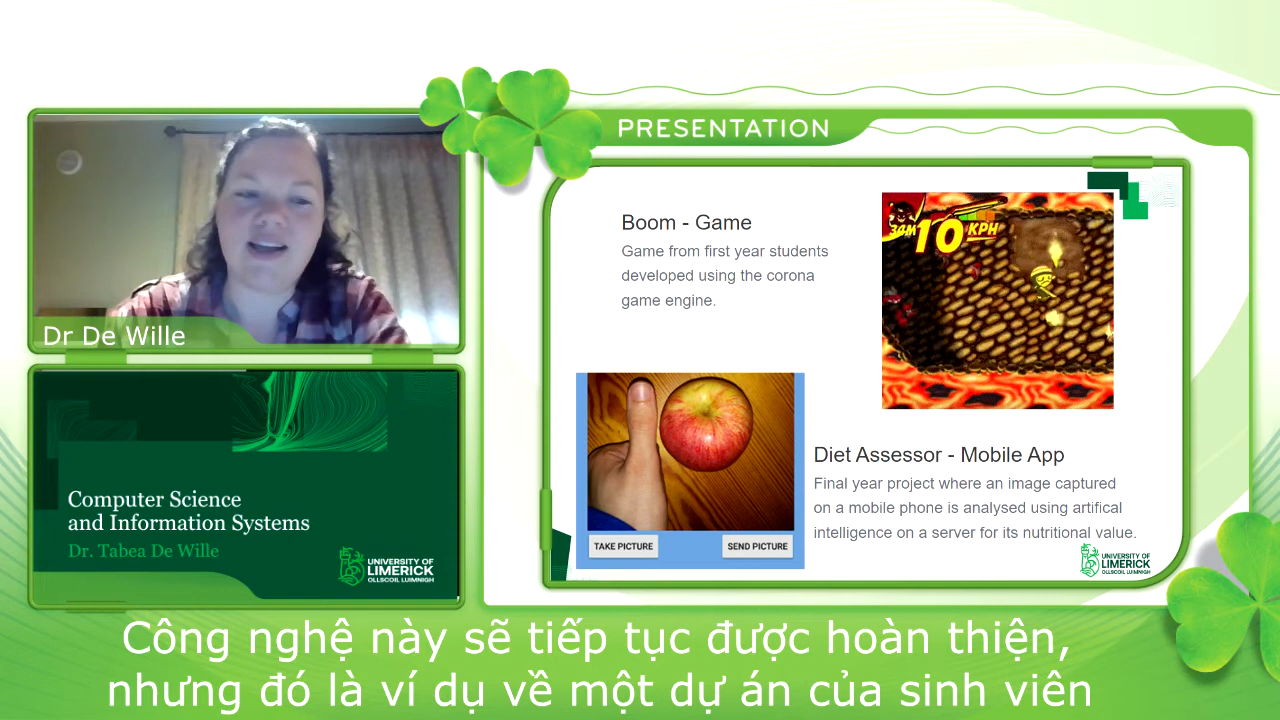 PRESENTATION
Dr De Wille
Boom - Game
Game from first year students
developed using the corona
game engine.
10 KPH
TAKE PICTURE
SEND PICTURE
Diet Assessor - Mobile App
Final year project where an image captured
on a mobile phone is analysed using artifical
intelligence on a server for its nutritional value.
UNIVERSITY OF
LIMERICK
OLLSCOIL LUIMNIGH
Computer Science
and Information Systems
Dr. Tabea De Wille
UNIVERSITY OF
LIMERICK
OLLSCOIL LUIMNIGH
Công nghệ này sẽ tiếp tục được hoàn thiện,
nhưng đó là ví dụ về một dự án của sinh viên